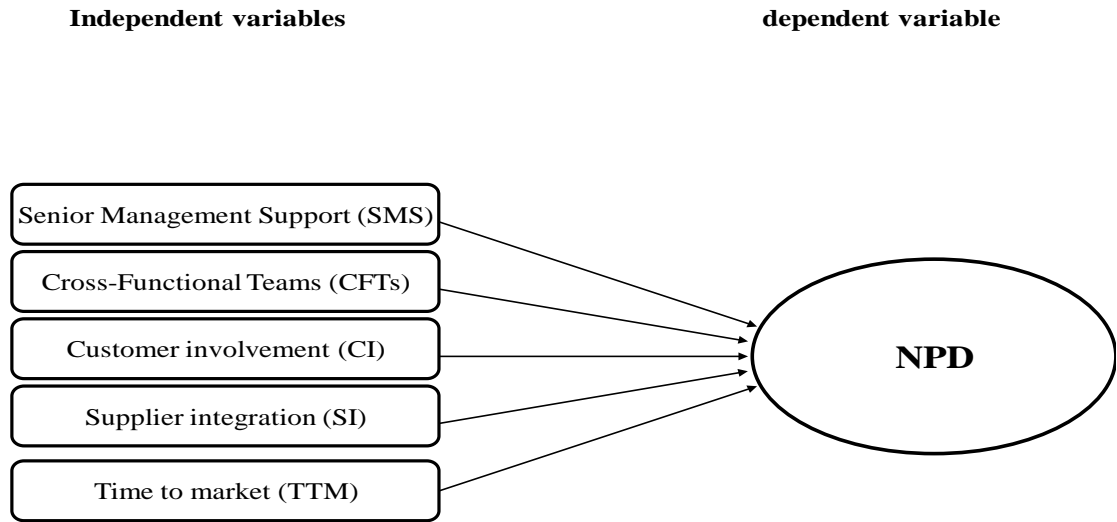 Independent variables
dependent variable
Senior Management Support (SMS)
Cross-Functional Teams (CFTs)
Customer involvement (CI)
Supplier integration (SI)
Time to market (TTM)
NPD